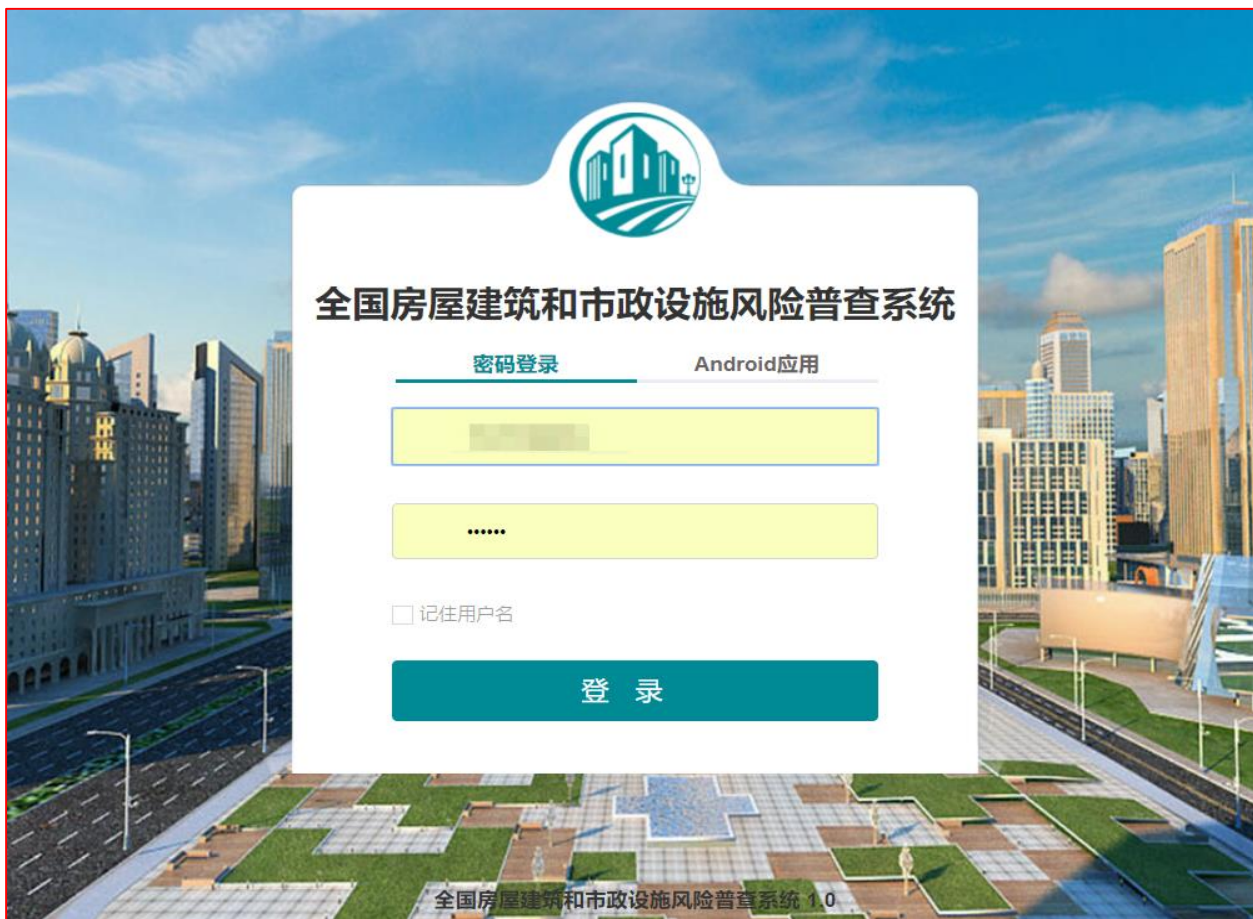 全国房屋建筑和市政设施风险普查系统
密码登录 Android应用
••••••
记住用户名
登 录
全国房屋建筑和市政设施风险普查系统 1.0